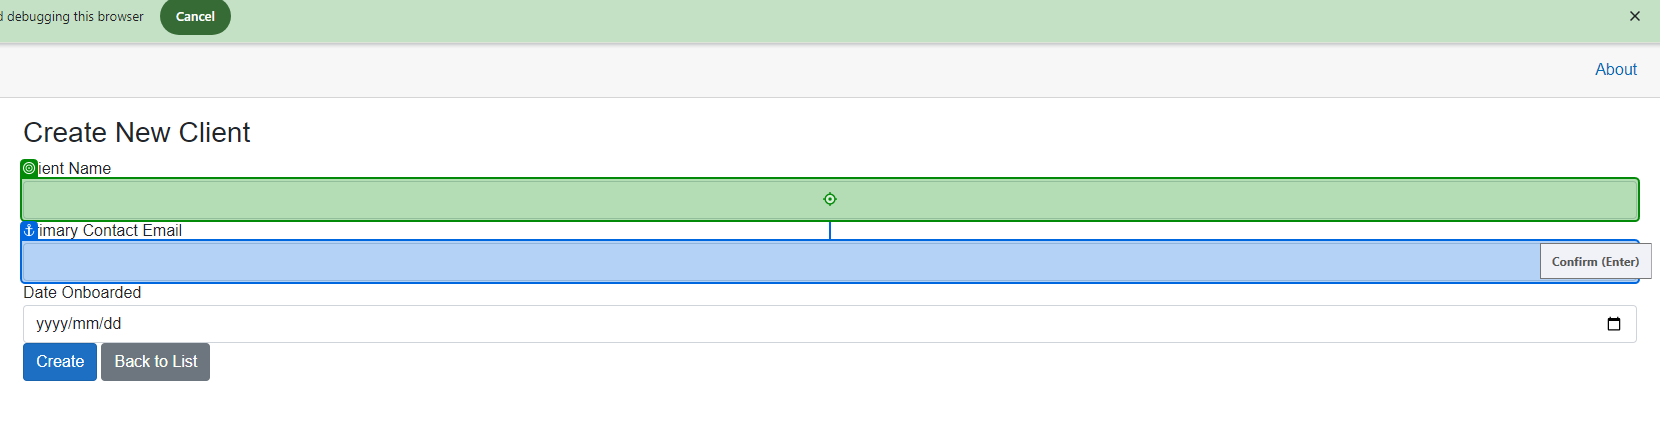 debugging this browser Cancel
About
Create New Client
ient Name
imary Contact Email
Confirm (Enter)
Date Onboarded
yyyy/mm/dd
Create Back to List